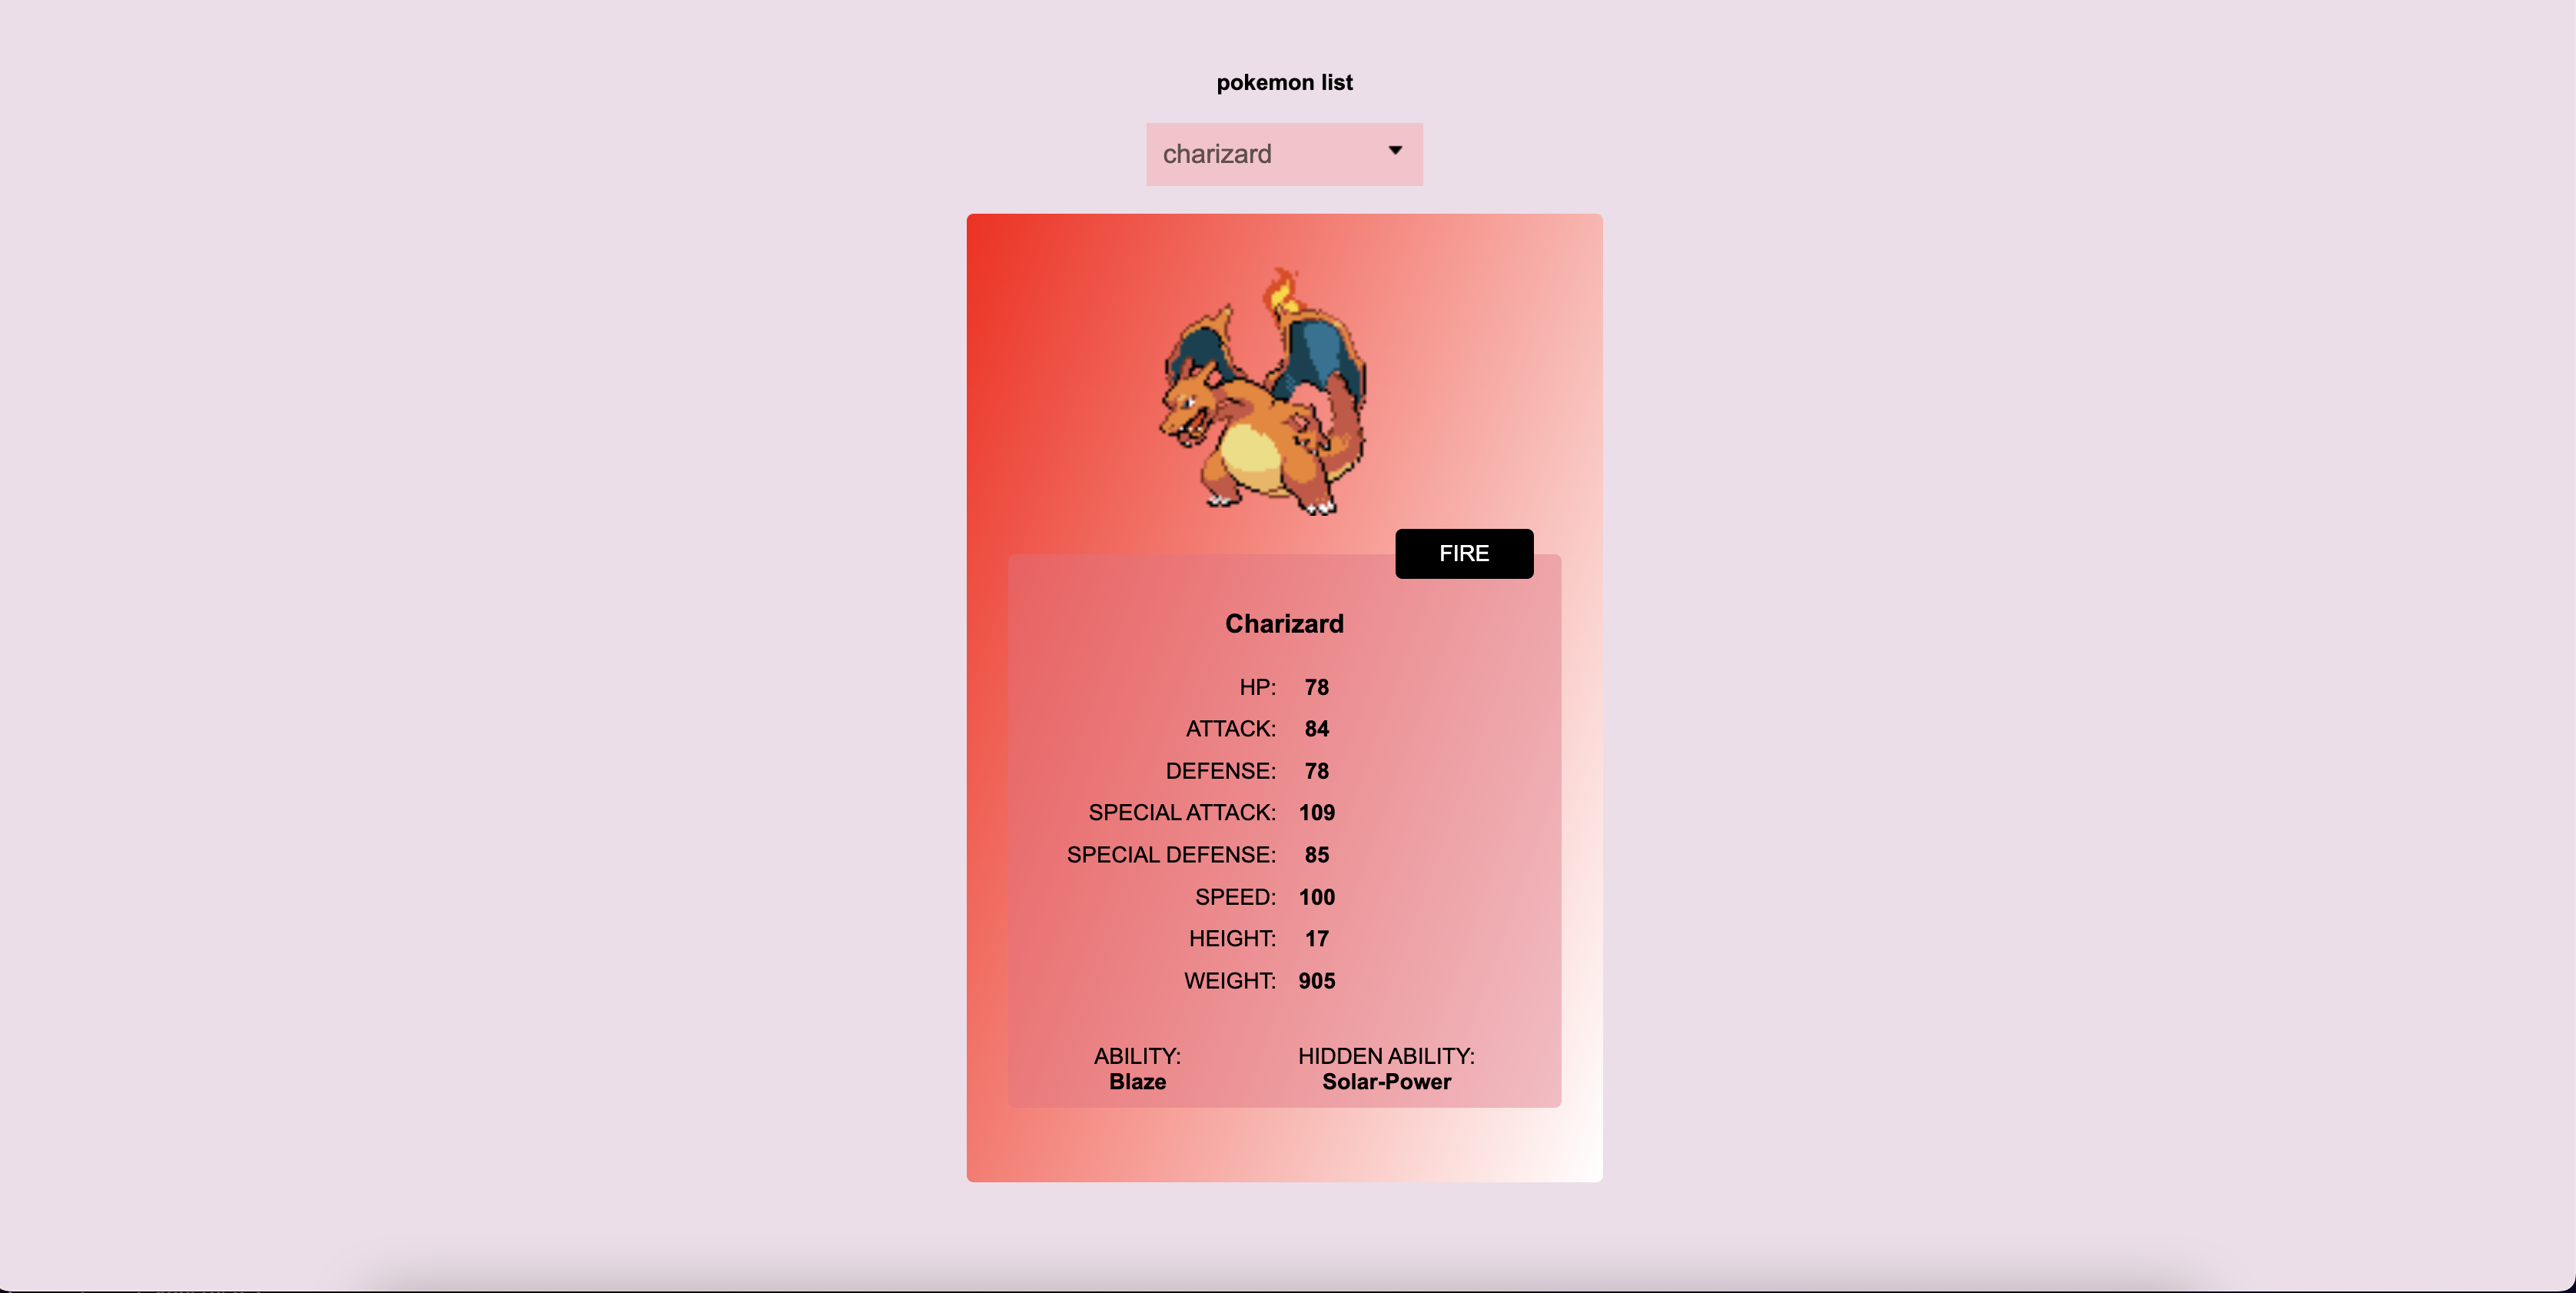 pokemon list
charizard
FIRE
Charizard
HP: 78
ATTACK: 84
DEFENSE: 78
SPECIAL ATTACK: 109
SPECIAL DEFENSE: 85
SPEED: 100
HEIGHT: 17
WEIGHT: 905
ABILITY: HIDDEN ABILITY:
Blaze Solar-Power